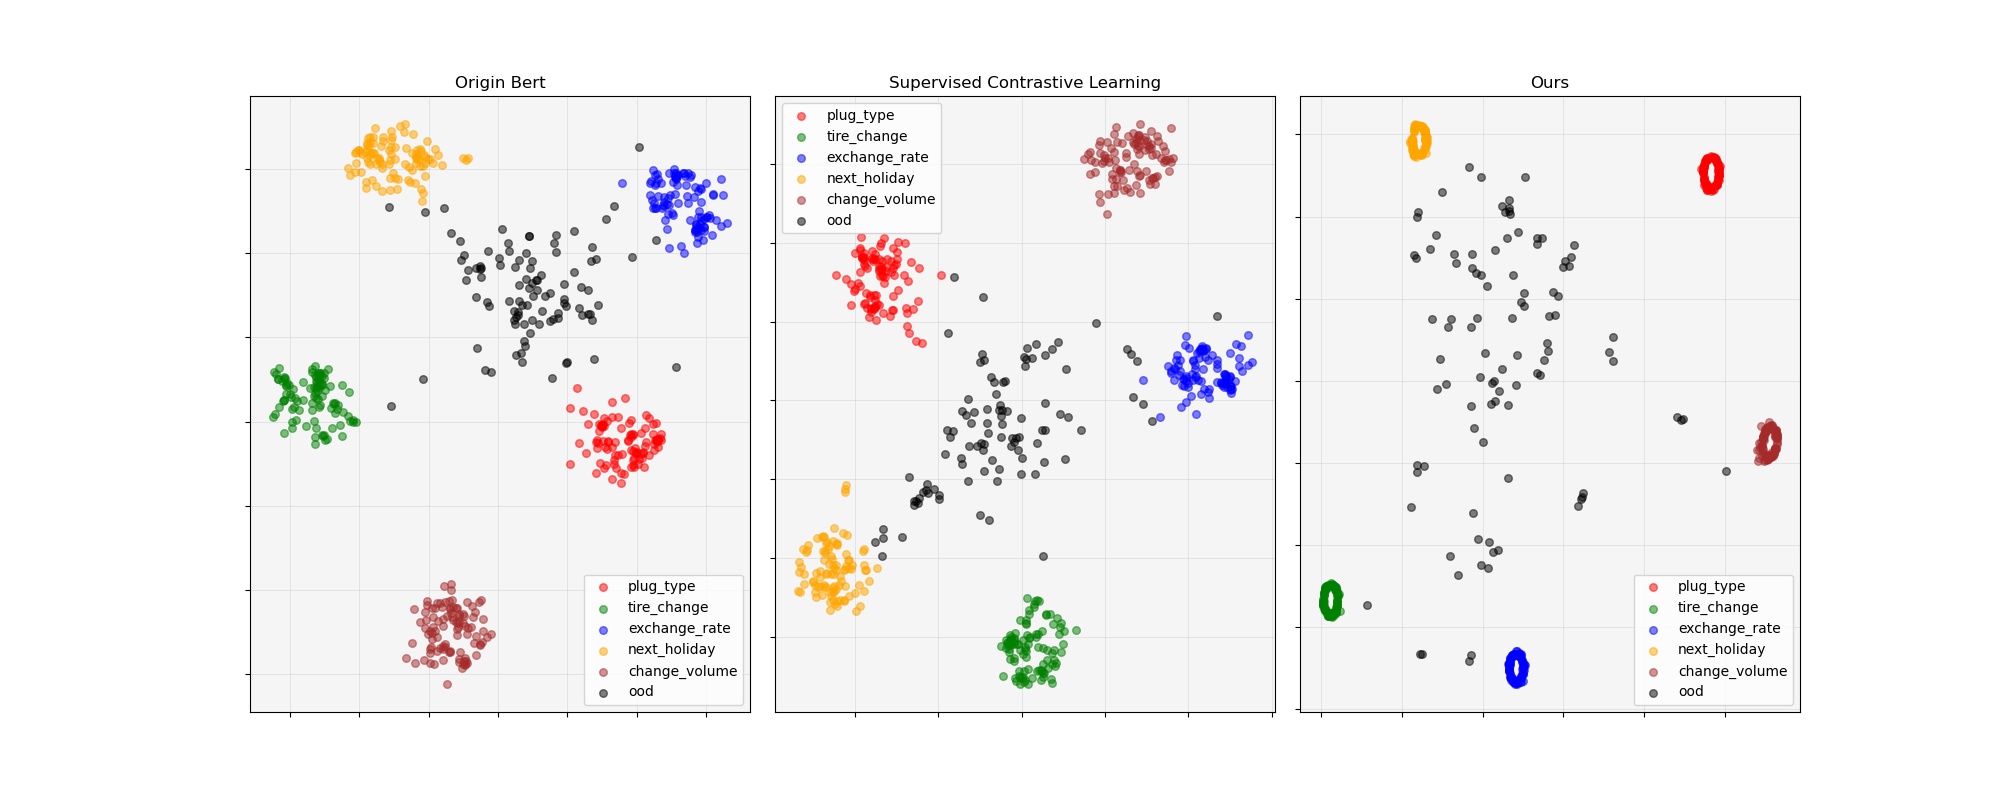 Origin Bert
plug_type
tire_change
exchange_rate
next_holiday
change_volume
ood
Supervised Contrastive Learning
plug_type
tire_change
exchange_rate
next_holiday
change_volume
ood
Ours
plug_type
tire_change
exchange_rate
next_holiday
change_volume
ood